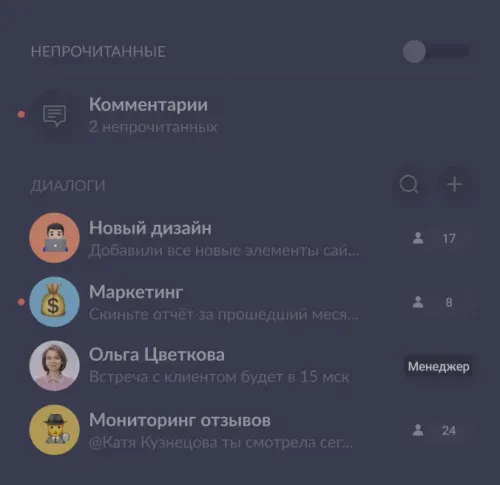 НЕПРОЧИТАННЫЕ
Комментарии
2 непрочитанных
ДИАЛОГИ
Новый дизайн
Добавили все новые элементы сай...
17
Маркетинг
Скиньте отчёт за прошедший меся...
8
Ольга Цветкова
Встреча с клиентом будет в 15 мск
Менеджер
Мониторинг отзывов
@Катя Кузнецова ты смотрела сег...
24